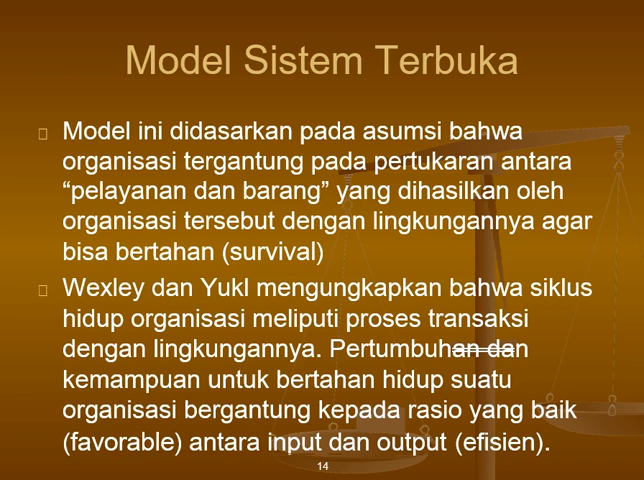 Model Sistem Terbuka
Model ini didasarkan pada asumsi bahwa
organisasi tergantung pada pertukaran antara
“pelayanan dan barang” yang dihasilkan oleh
organisasi tersebut dengan lingkungannya agar
bisa bertahan (survival)
Wexley dan Yukl mengungkapkan bahwa siklus
hidup organisasi meliputi proses transaksi
dengan lingkungannya. Pertumbuhan dan
kemampuan untuk bertahan hidup suatu
organisasi bergantung kepada rasio yang baik
(favorable) antara input dan output (efisien).
14